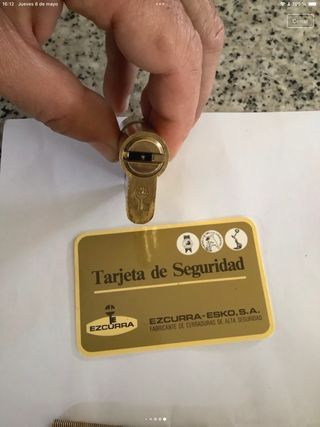 16:12 Jueves 8 de mayo
Tarjeta de Seguridad
EZCURRA
EZCURRA-ESKO, S.A.
FABRICANTE DE CERRADURAS DE ALTA SEGURIDAD